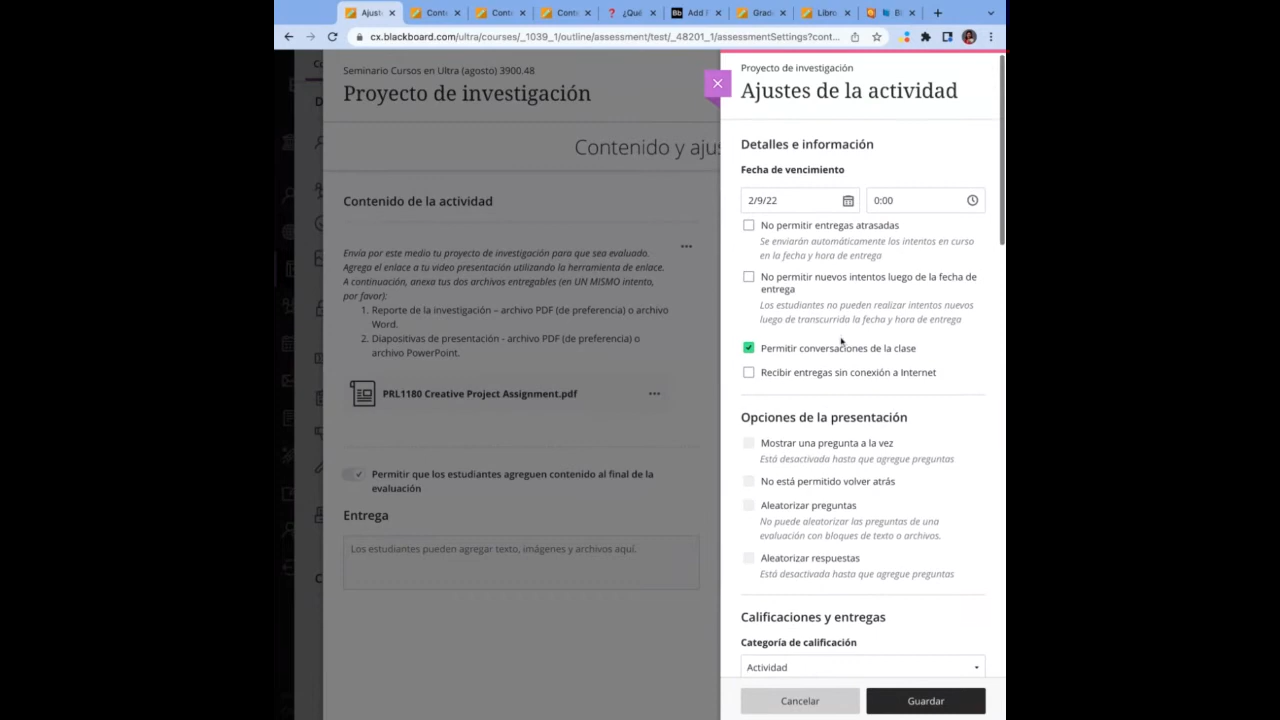 Ajuste
Conte
Conte
Conte
¿Qué
Add F
Grad
Libro
Bl
cx.blackboard.com/ultra/courses/_1039_1/outline/assessment/test/_48201_1/assessmentSettings?cont...
Seminario Cursos en Ultra (agosto) 3900.48
Proyecto de investigación
Contenido y ajus
Contenido de la actividad
Envía por este medio tu proyecto de investigación para que sea evaluado.
Agrega el enlace a tu video presentación utilizando la herramienta de enlace.
A continuación, anexa tus dos archivos entregables (en UN MISMO intento,
por favor):
1. Reporte de la investigación – archivo PDF (de preferencia) o archivo
Word.
2. Diapositivas de presentación - archivo PDF (de preferencia) o
archivo PowerPoint.
PRL1180 Creative Project Assignment.pdf
Permitir que los estudiantes agreguen contenido al final de la
evaluación
Entrega
Los estudiantes pueden agregar texto, imágenes y archivos aquí.
Proyecto de investigación
Ajustes de la actividad
Detalles e información
Fecha de vencimiento
2/9/22
0:00
No permitir entregas atrasadas
Se enviarán automáticamente los intentos en curso
en la fecha y hora de entrega
No permitir nuevos intentos luego de la fecha de
entrega
Los estudiantes no pueden realizar intentos nuevos
luego de transcurrida la fecha y hora de entrega
Permitir conversaciones de la clase
Recibir entregas sin conexión a Internet
Opciones de la presentación
Mostrar una pregunta a la vez
Está desactivada hasta que agregue preguntas
No está permitido volver atrás
Aleatorizar preguntas
No puede aleatorizar las preguntas de una
evaluación con bloques de texto o archivos.
Aleatorizar respuestas
Está desactivada hasta que agregue preguntas
Calificaciones y entregas
Categoría de calificación
Actividad
Cancelar
Guardar